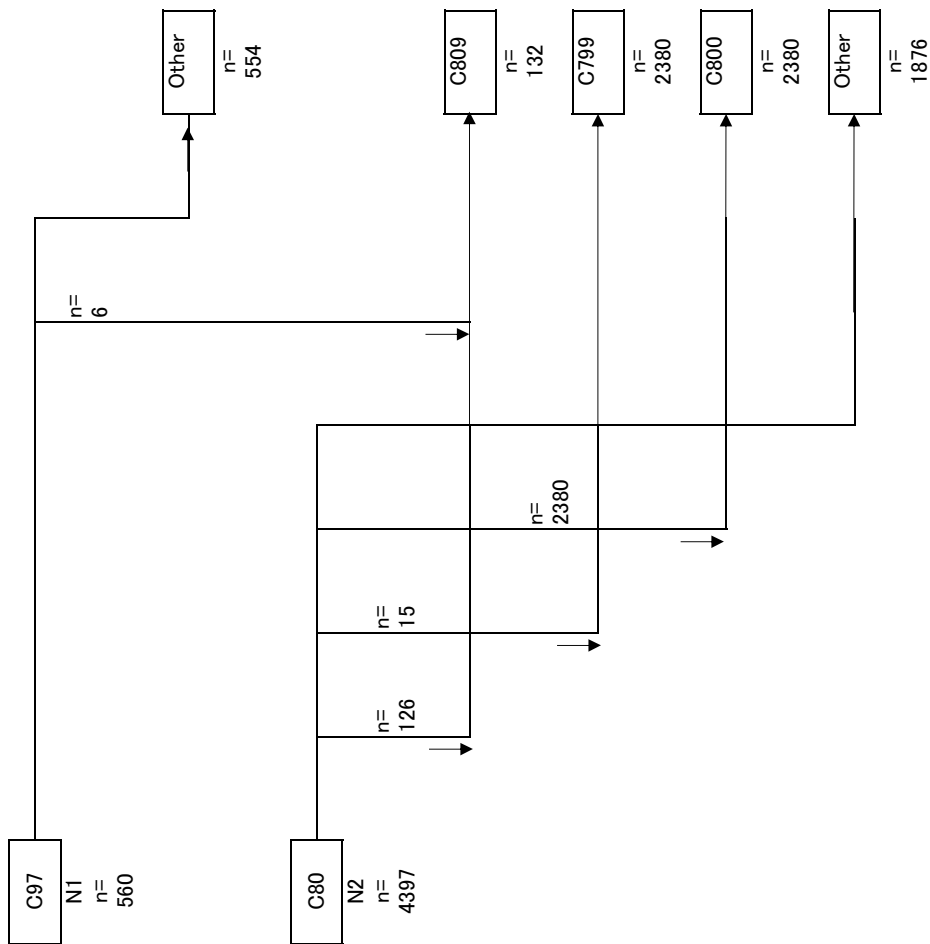 C97
N1
n=
560
n=
6
Other
n=
554
C80
N2
n=
4397
n=
126
n=
15
C809
n=
132
n=
2380
C799
n=
2380
C800
n=
2380
Other
n=
1876